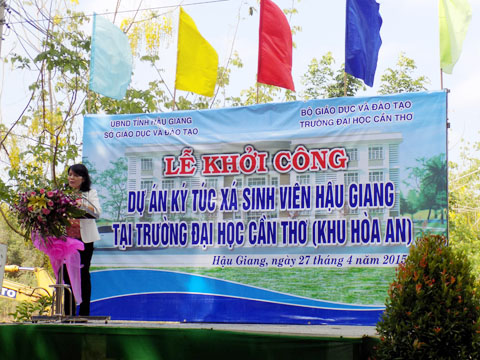 UBND TỈNH HẬU GIANG
SỞ GIÁO DỤC VÀ ĐÀO TẠO
BỘ GIÁO DỤC VÀ ĐÀO TẠO
TRƯỜNG ĐẠI HỌC CẦN THƠ
LỄ KHỞI CÔNG
DỰ ÁN KÝ TÚC XÁ SINH VIÊN HẬU GIANG
TẠI TRƯỜNG ĐẠI HỌC CẦN THƠ (KHU HÒA AN)
Hậu Giang, ngày 27 tháng 4 năm 2015